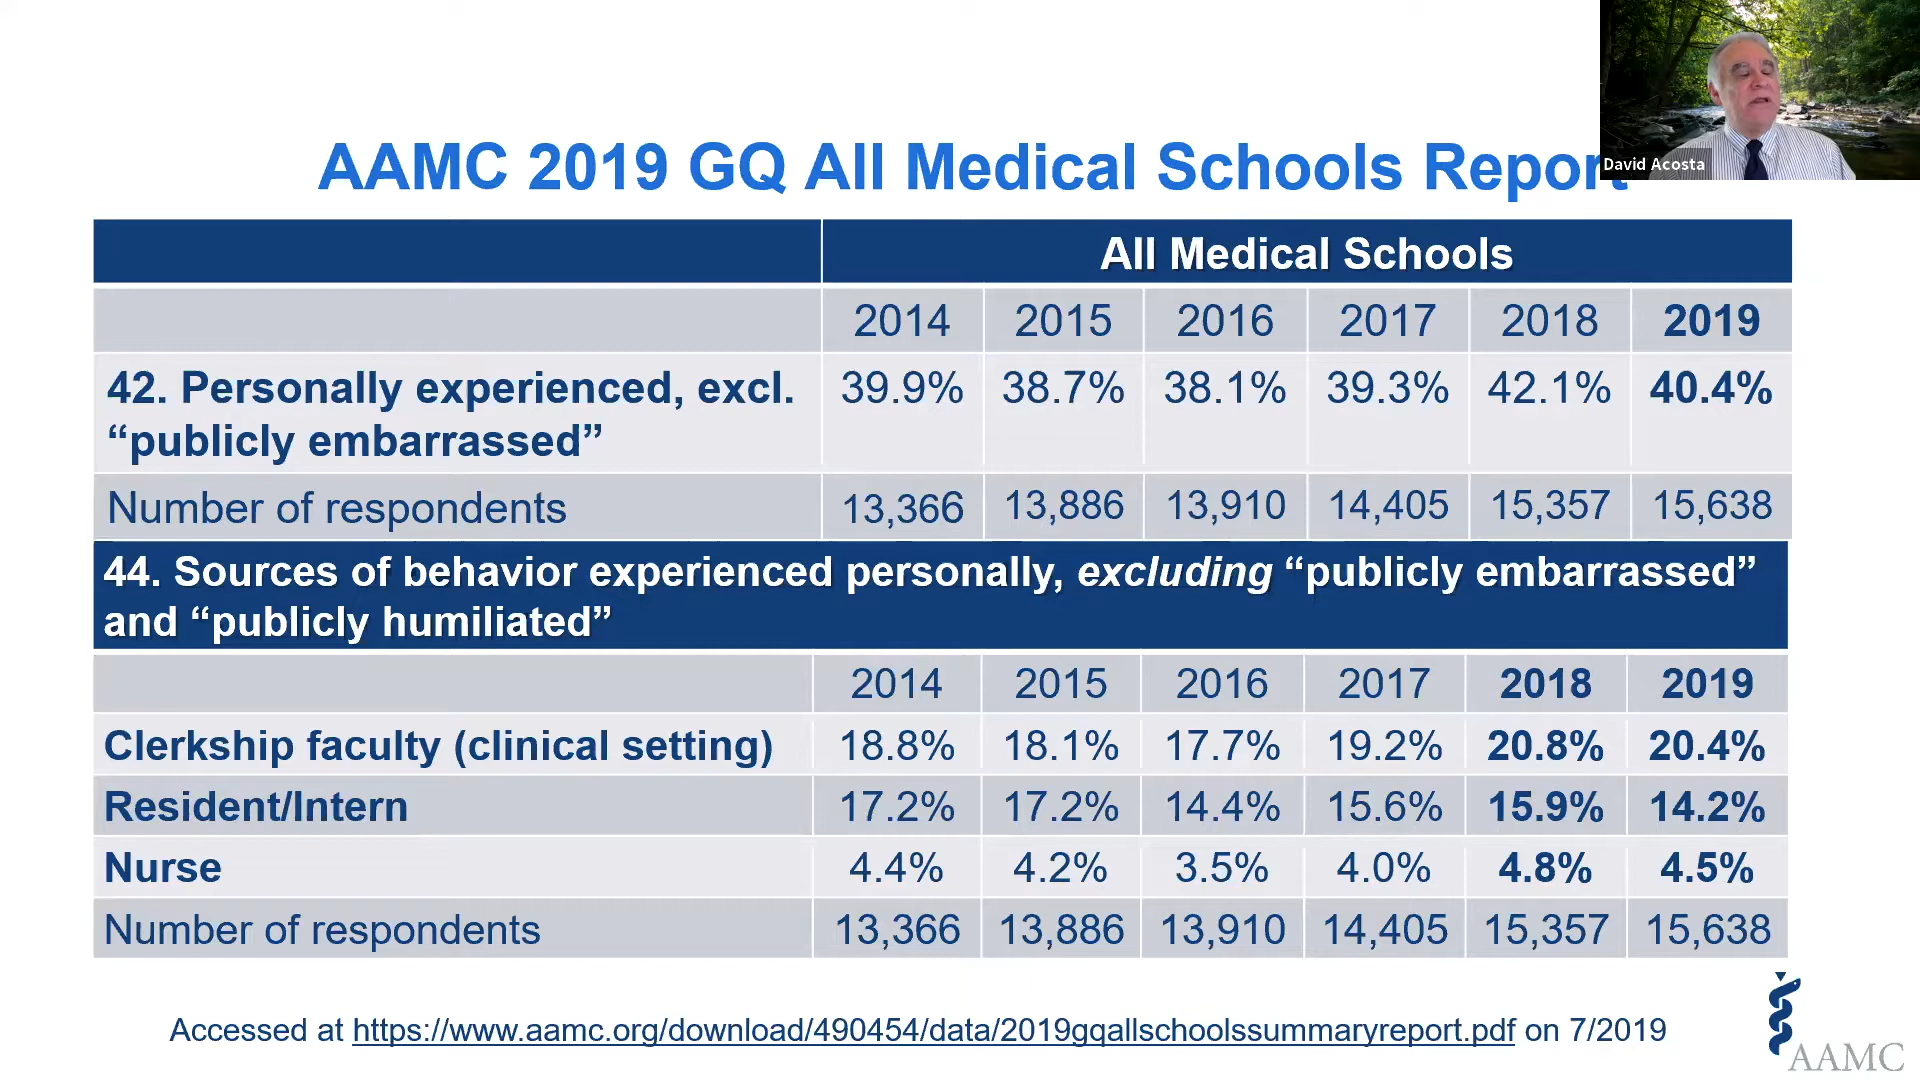 David Acosta
AAMC 2019 GQ All Medical Schools Report
All Medical Schools
2014 2015 2016 2017 2018 2019
42. Personally experienced, excl. 39.9% 38.7% 38.1% 39.3% 42.1% 40.4%
“publicly embarrassed”
Number of respondents 13,366 13,886 13,910 14,405 15,357 15,638
44. Sources of behavior experienced personally, excluding “publicly embarrassed”
and “publicly humiliated”
2014 2015 2016 2017 2018 2019
Clerkship faculty (clinical setting) 18.8% 18.1% 17.7% 19.2% 20.8% 20.4%
Resident/Intern 17.2% 17.2% 14.4% 15.6% 15.9% 14.2%
Nurse 4.4% 4.2% 3.5% 4.0% 4.8% 4.5%
Number of respondents 13,366 13,886 13,910 14,405 15,357 15,638
Accessed at https://www.aamc.org/download/490454/data/2019gqallschoolssummaryreport.pdf on 7/2019
AAMC